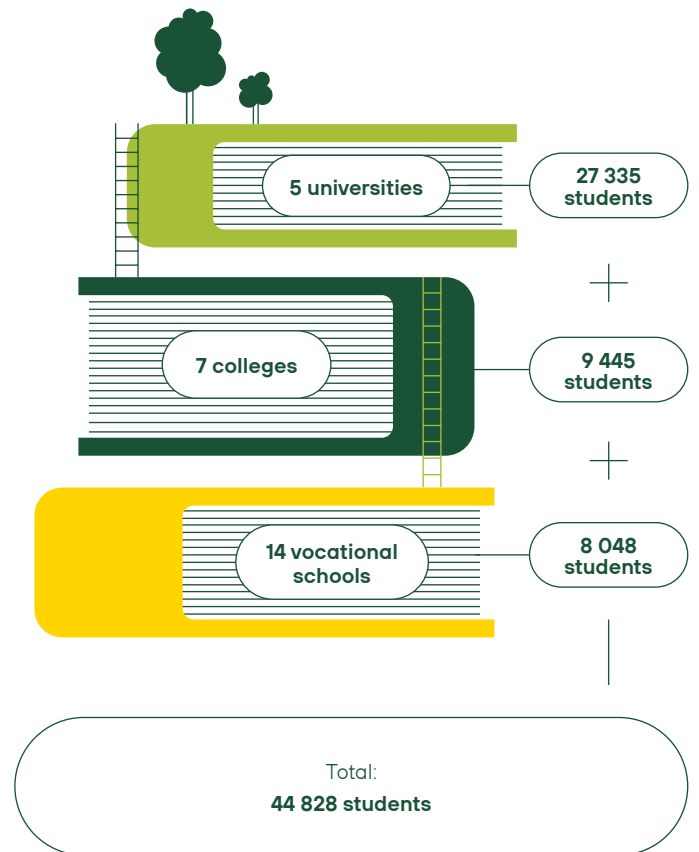 5 universities
27 335
students
7 colleges
9 445
students
14 vocational
schools
8 048
students
Total:
44 828 students